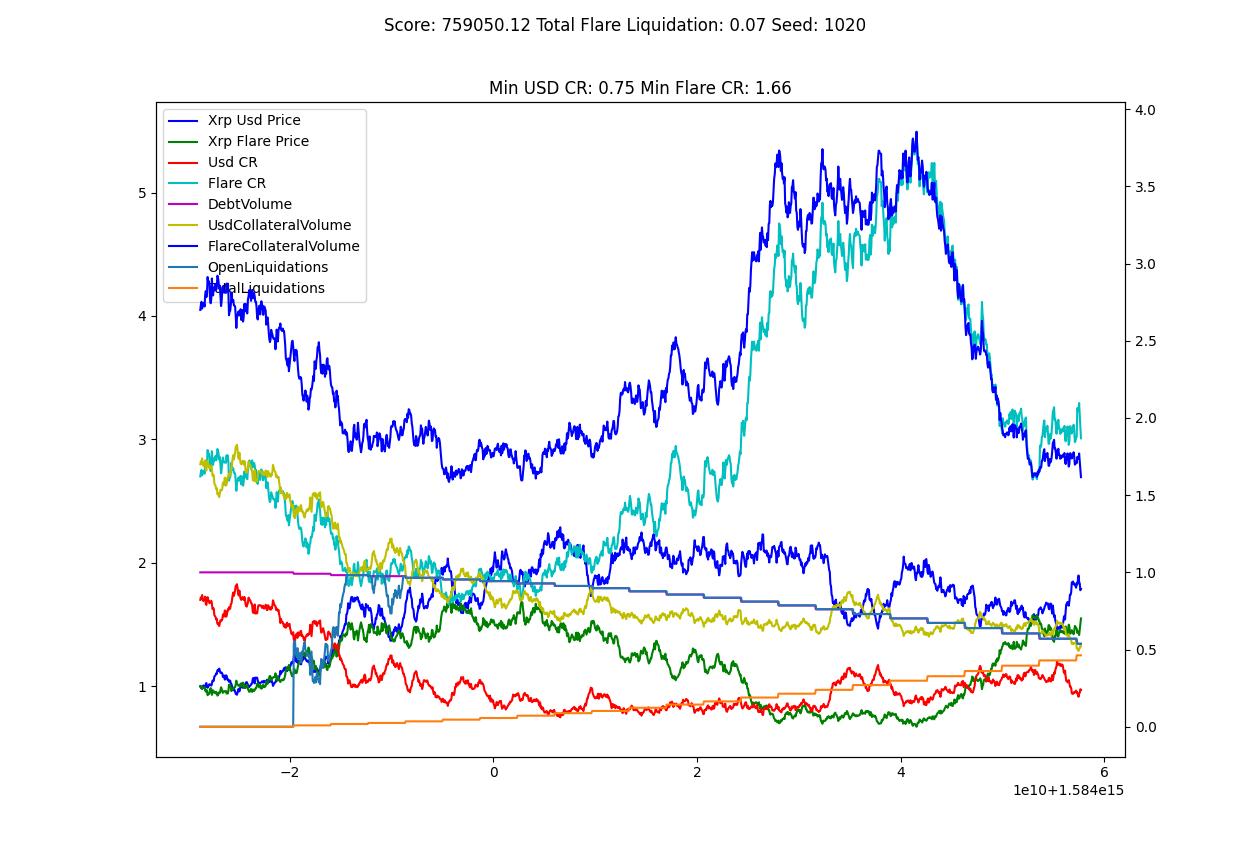 Score: 759050.12 Total Flare Liquidation: 0.07 Seed: 1020
Min USD CR: 0.75 Min Flare CR: 1.66
Xrp Usd Price
Xrp Flare Price
Usd CR
Flare CR
DebtVolume
UsdCollateralVolume
FlareCollateralVolume
OpenLiquidations
TotalLiquidations
5
4
3
2
1
4.0
3.5
3.0
2.5
2.0
1.5
1.0
0.5
0.0
−2 0 2 4 6
1e10+1.584e15